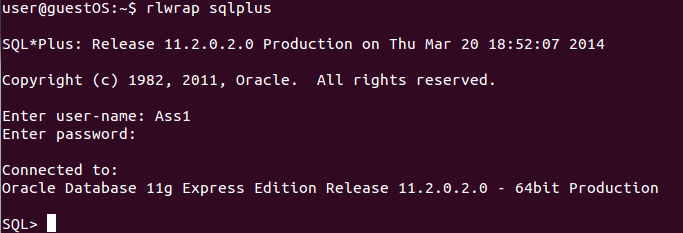 user@guestOS:~$ rlwrap sqlplus
SQL*Plus: Release 11.2.0.2.0 Production on Thu Mar 20 18:52:07 2014
Copyright (c) 1982, 2011, Oracle.  All rights reserved.
Enter user-name: Ass1
Enter password:
Connected to:
Oracle Database 11g Express Edition Release 11.2.0.2.0 - 64bit Production
SQL>